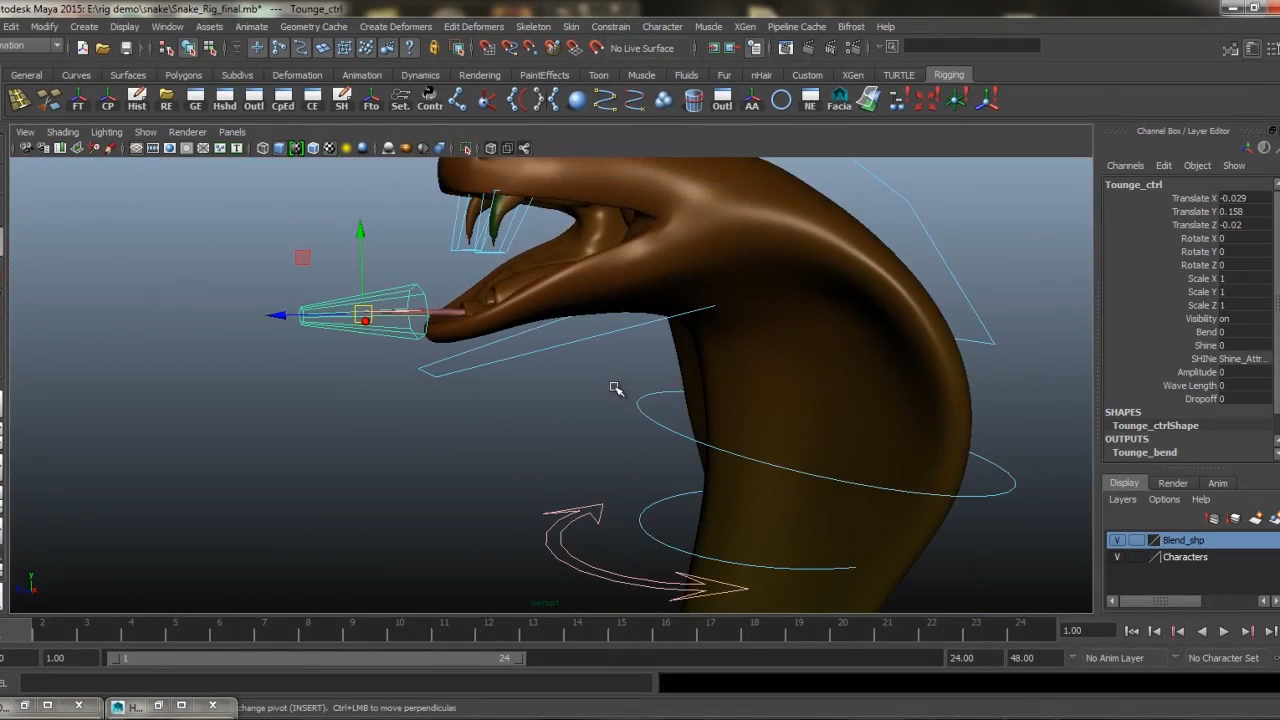 Autodesk Maya 2015: E:\rig demo\snake\Snake_Rig_final.mb* --- Tounge_ctrl
File Edit Modify Create Display Window Assets Animate Geometry Cache Create Deformers Edit Deformers Skeleton Skin Constrain Character Muscle XGen Pipeline Cache Bifrost Help
mation No Live Surface
General Curves Surfaces Polygons Subdivs Deformation Animation Dynamics Rendering PaintEffects Toon Muscle Fluids Fur nHair Custom XGen TURTLE Rigging
FT CP Hist RE GE Hshd Outl CpEd CE SH Fto Set. Contr Outl AA NE Facia
View Shading Lighting Show Renderer Panels
Channel Box / Layer Editor
Channels Edit Object Show
Tounge_ctrl
Translate X -0.029
Translate Y 0.158
Translate Z -0.02
Rotate X 0
Rotate Y 0
Rotate Z 0
Scale X 1
Scale Y 1
Scale Z 1
Visibility on
Bend 0
Shine 0
SHINe Shine_Attr...
Amplitude 0
Wave Length 0
Dropoff 0
SHAPES
Tounge_ctrlShape
OUTPUTS
Tounge_bend
Display Render Anim
Layers Options Help
V Blend_shp
V Characters
y
persp1
2 3 4 5 6 7 8 9 10 11 12 13 14 15 16 17 18 19 20 21 22 23 24 1.00
1.00 1 24 24.00 48.00 No Anim Layer No Character Set
EL
H...
change pivot (INSERT). Ctrl+LMB to move perpendicular.